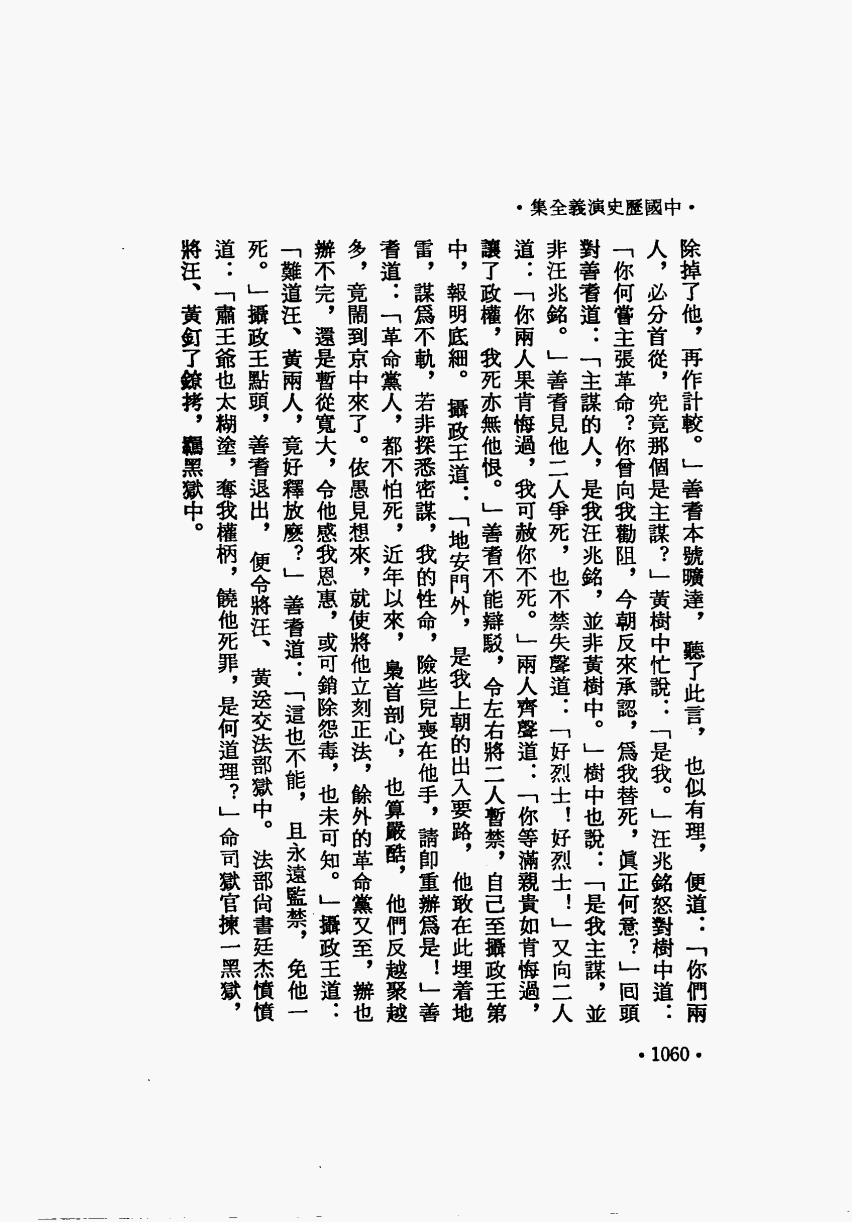 ·中國歷史演義全集·
除掉了他，再作計較。」善耆本號曠達，聽了此言，也似有理，便道：「你們兩
人，必分首從，究竟那個是主謀？」黃樹中忙說：「是我。」汪兆銘怒對樹中道：
「你何嘗主張革命？你曾向我勸阻，今朝反來承認，爲我替死，眞正何意？」囘頭
對善耆道：「主謀的人，是我汪兆銘，並非黃樹中。」樹中也說：「是我主謀，並
非汪兆銘。」善耆見他二人爭死，也不禁失聲道：「好烈士！好烈士！」又向二人
道：「你兩人果肯悔過，我可赦你不死。」兩人齊聲道：「你等滿親貴如肯悔過，
讓了政權，我死亦無他恨。」善耆不能辯駁，令左右將二人暫禁，自己至攝政王第
中，報明底細。攝政王道：「地安門外，是我上朝的出入要路，他敢在此埋着地
雷，謀爲不軌，若非探悉密謀，我的性命，險些兒喪在他手，請卽重辦爲是！」善
耆道：「革命黨人，都不怕死，近年以來，梟首剖心，也算嚴酷，他們反越聚越
多，竟鬧到京中來了。依愚見想來，就使將他立刻正法，餘外的革命黨又至，辦也
辦不完，還是暫從寬大，令他感我恩惠，或可銷除怨毒，也未可知。」攝政王道：
「難道汪、黃兩人，竟好釋放麽？」善耆道：「這也不能，且永遠監禁，免他一
死。」攝政王點頭，善耆退出，便令將汪、黃送交法部獄中。法部尙書廷杰憤憤
道：「肅王爺也太糊塗，奪我權柄，饒他死罪，是何道理？」命司獄官揀一黑獄，
將汪、黃釘了鐐拷，羈黑獄中。
·1060·